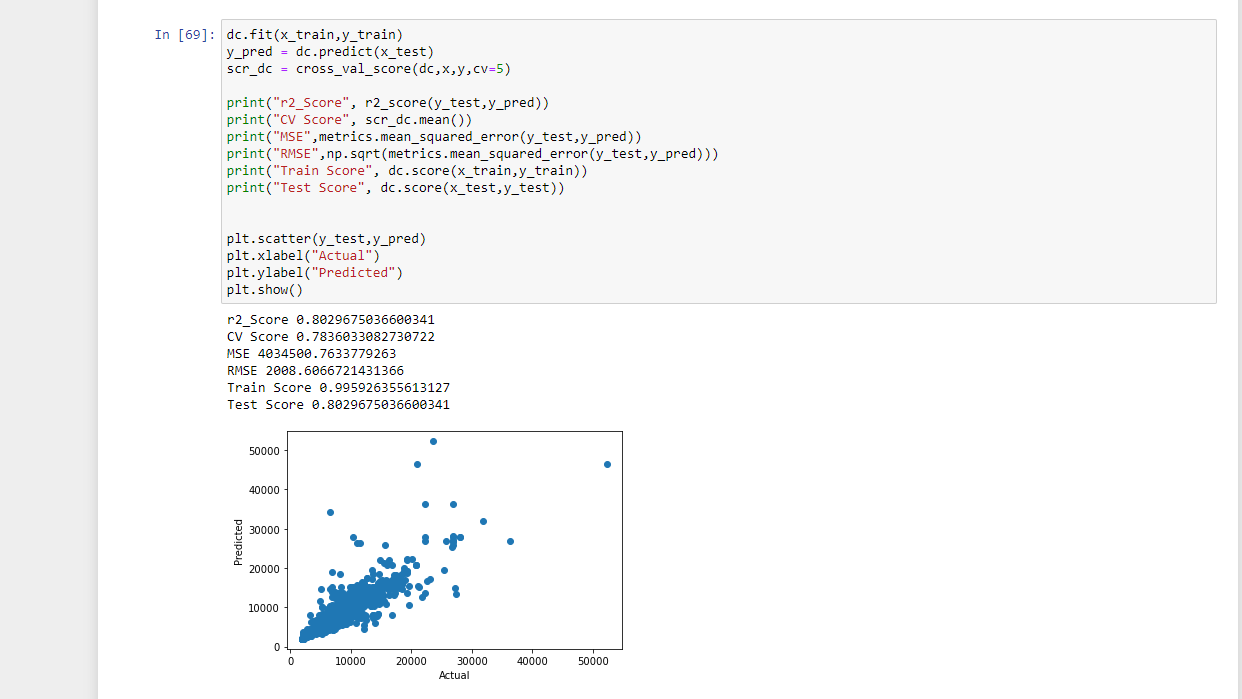 In [69]: dc.fit(x_train,y_train)
y_pred = dc.predict(x_test)
scr_dc = cross_val_score(dc,x,y,cv=5)
print("r2_Score", r2_score(y_test,y_pred))
print("CV Score", scr_dc.mean())
print("MSE",metrics.mean_squared_error(y_test,y_pred))
print("RMSE",np.sqrt(metrics.mean_squared_error(y_test,y_pred)))
print("Train Score", dc.score(x_train,y_train))
print("Test Score", dc.score(x_test,y_test))
plt.scatter(y_test,y_pred)
plt.xlabel("Actual")
plt.ylabel("Predicted")
plt.show()
r2_Score 0.8029675036600341
CV Score 0.7836033082730722
MSE 4034500.7633779263
RMSE 2008.6066721431366
Train Score 0.995926355613127
Test Score 0.8029675036600341
50000
40000
30000
20000
10000
0
Predicted
0 10000 20000 30000 40000 50000
Actual